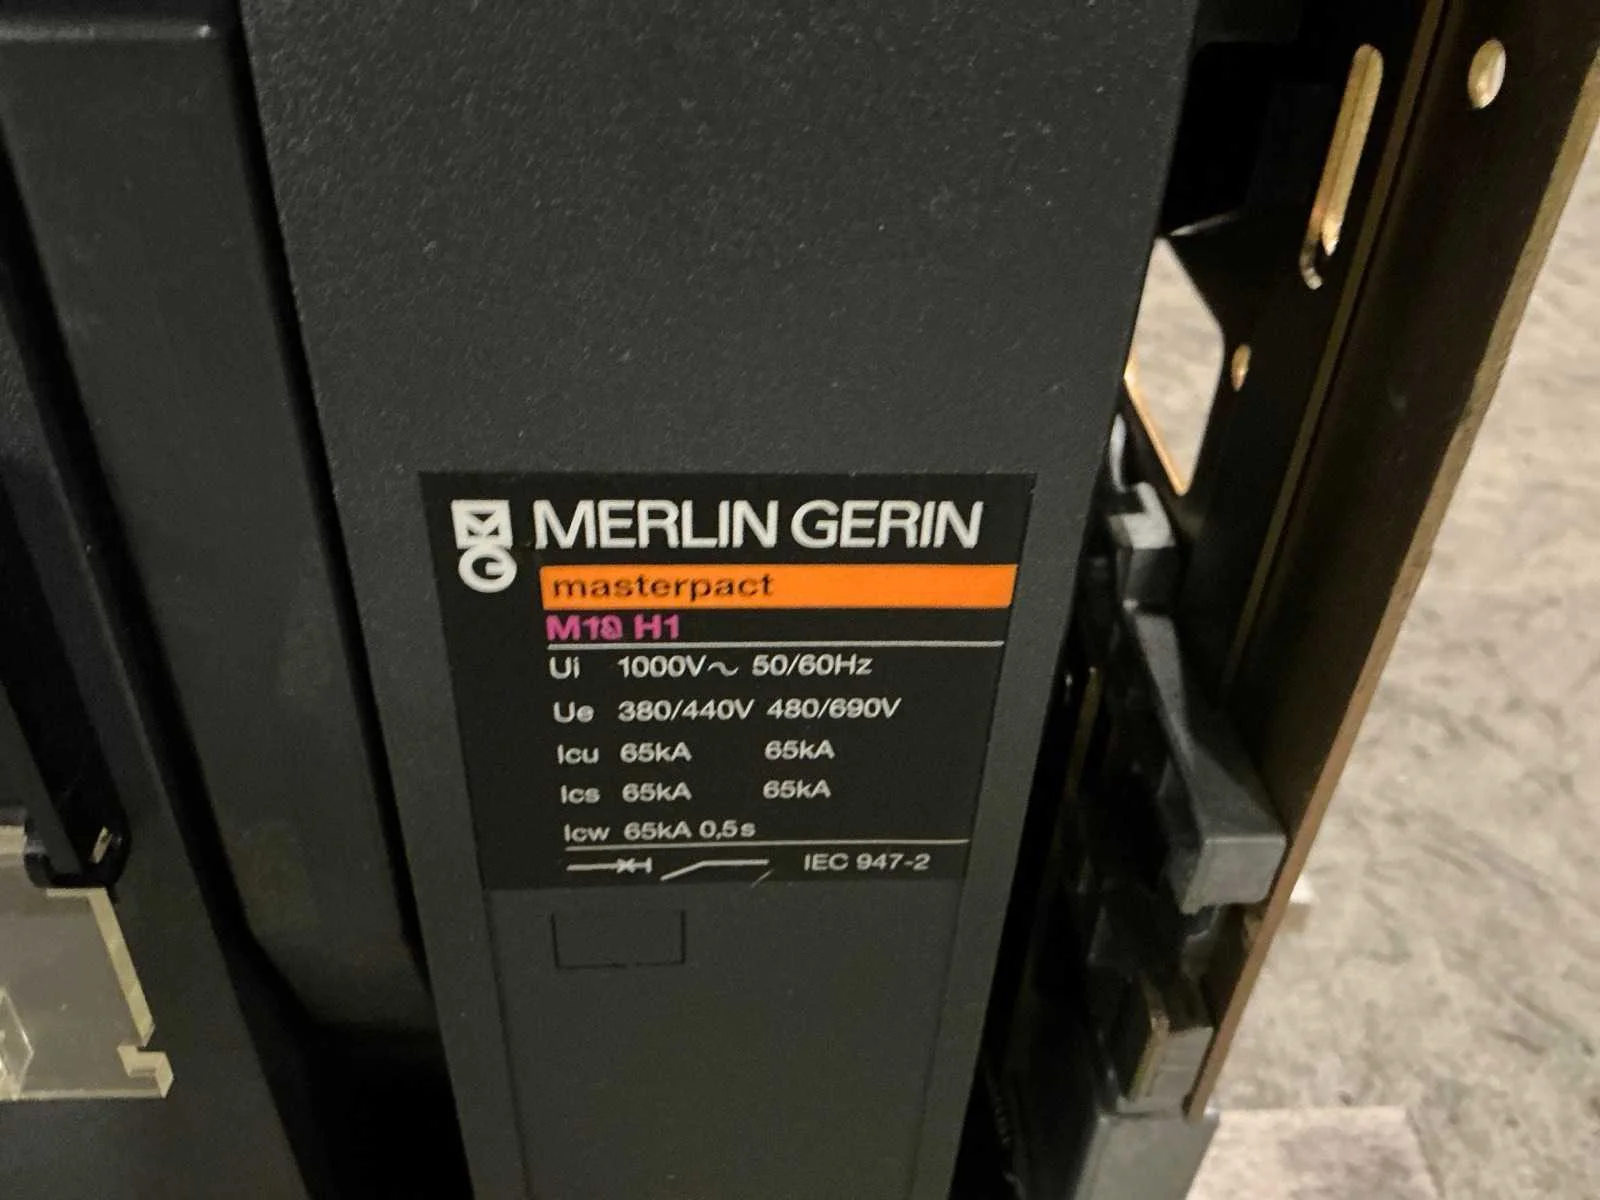 MERLIN GERIN
masterpact
H1
Ui 1000V~ 50/60Hz
Ue 380/440V 480/690V
Icu 65kA 65kA
Ics 65kA 65kA
Icw 65kA 0,5s
IEC 947-2